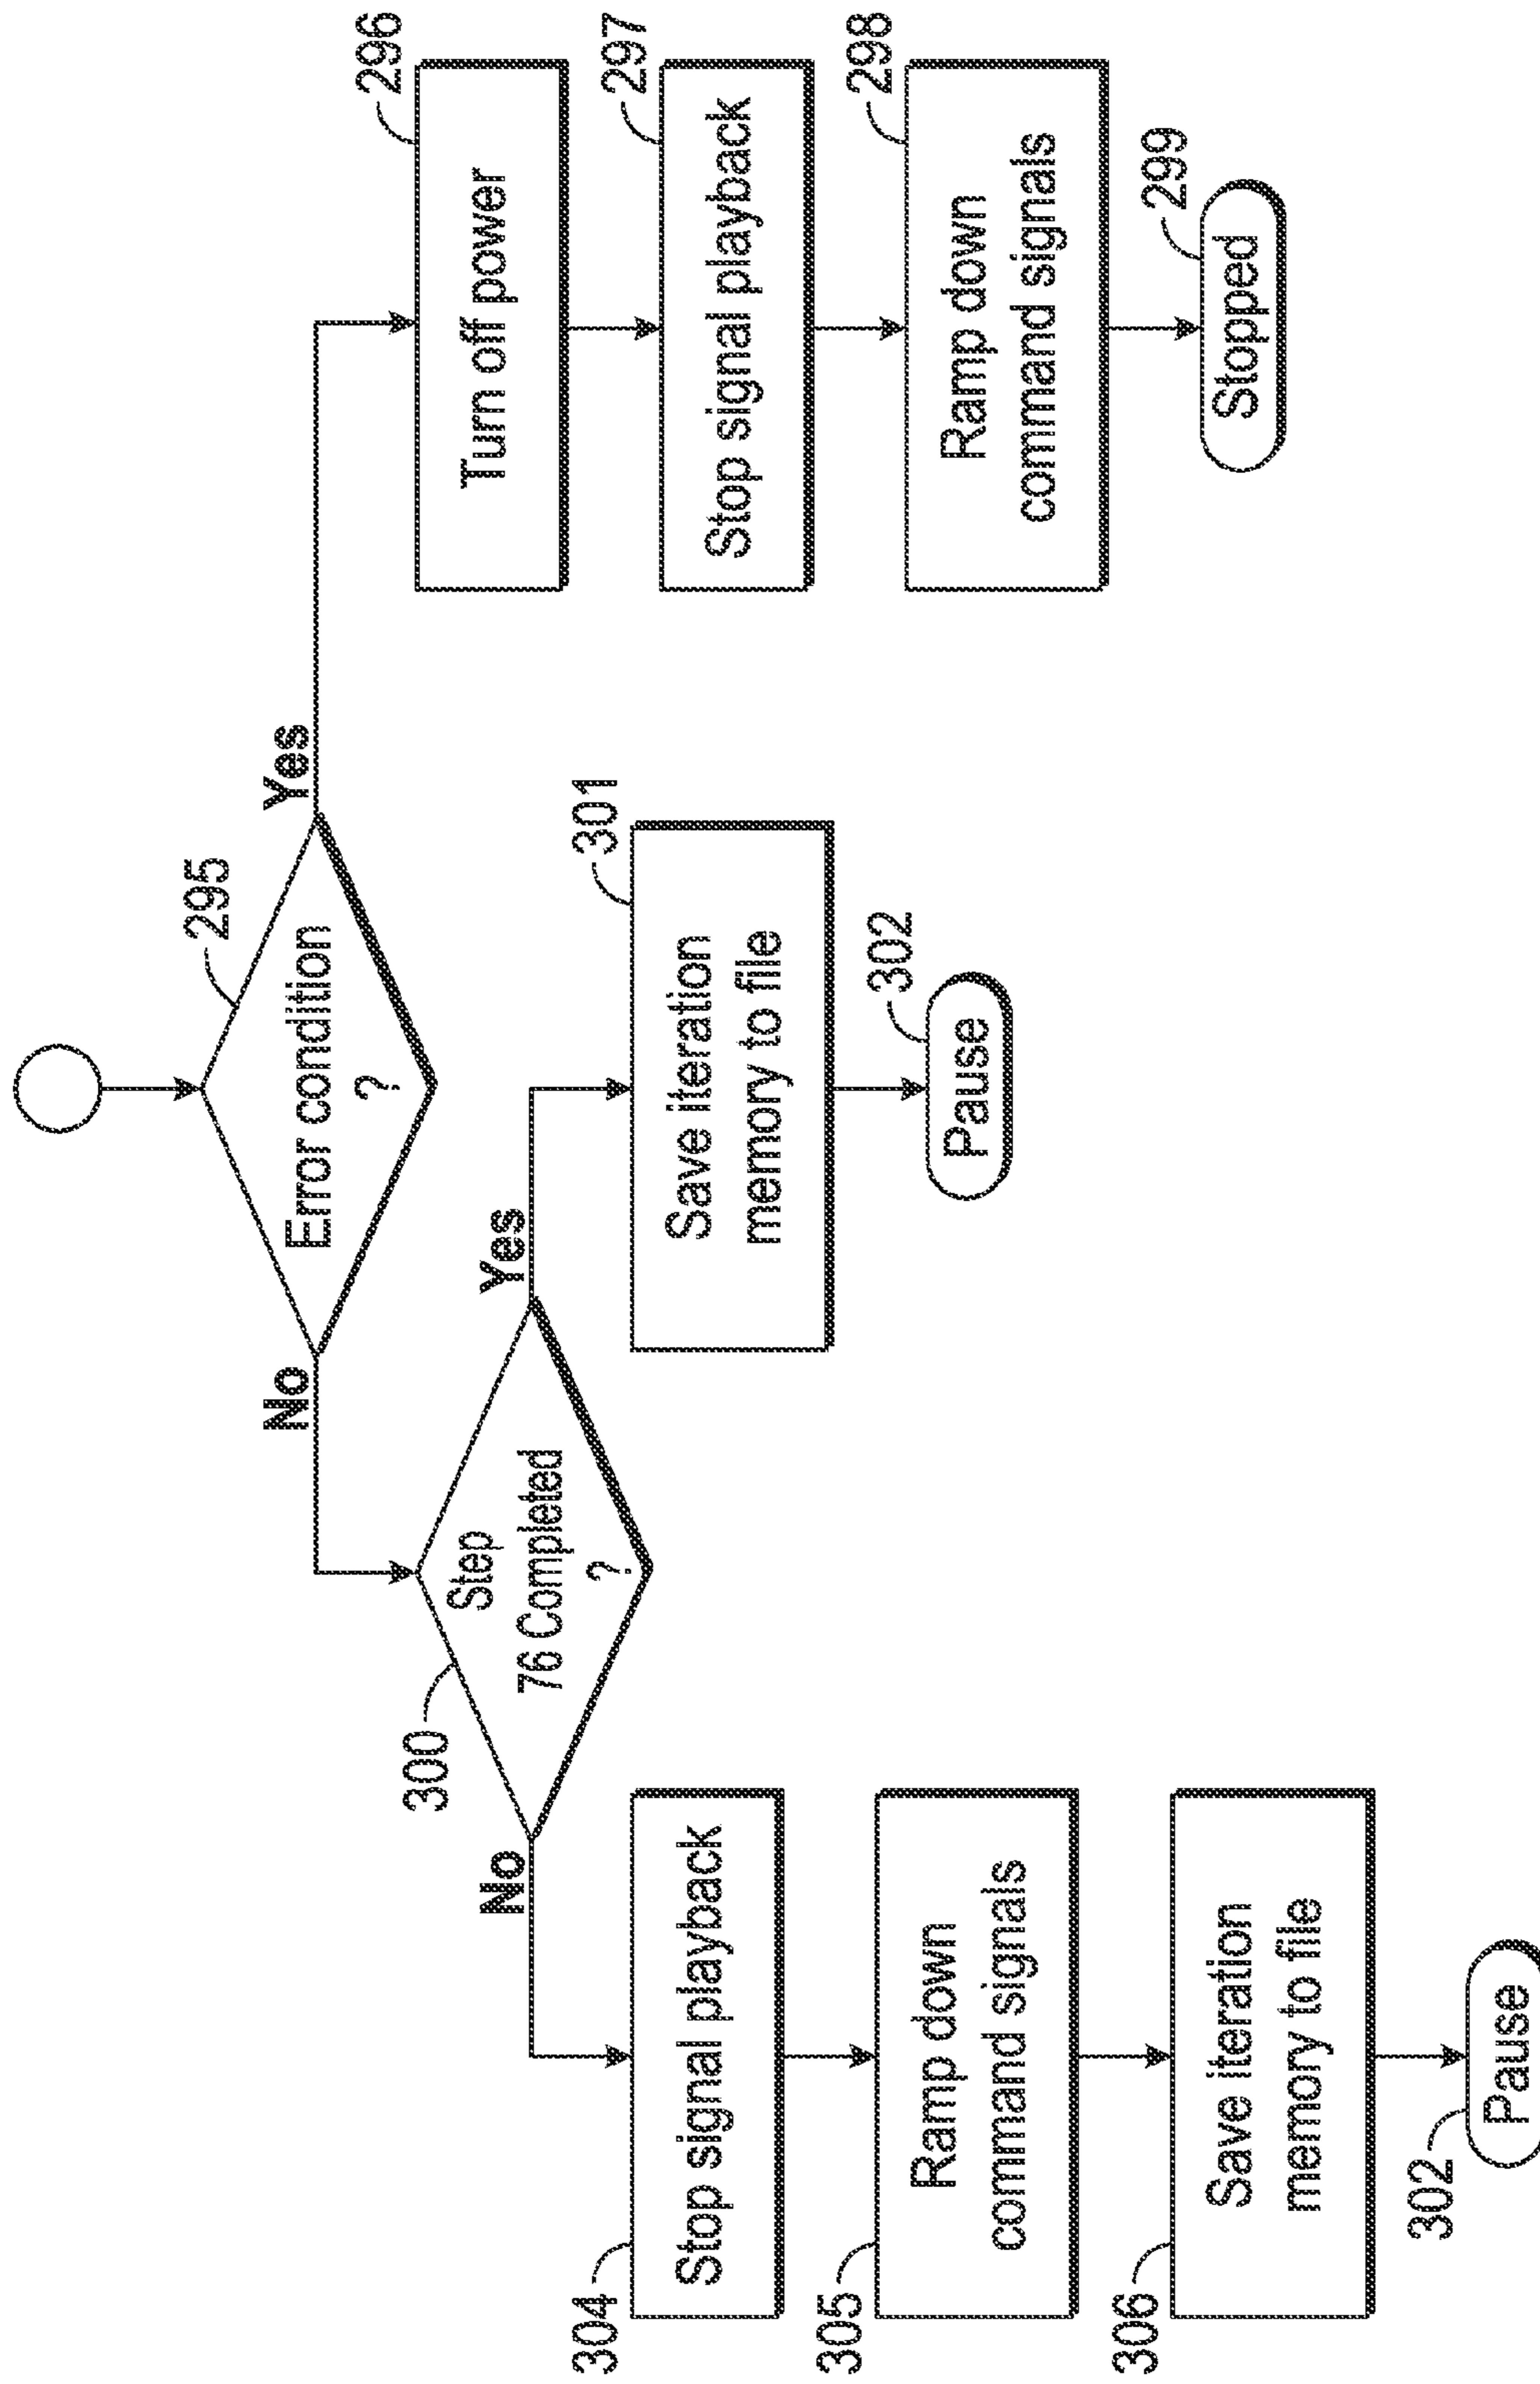 295
Error condition
?
No
Yes
300
Step
76 Completed
?
No
Yes
296
Turn off power
297
Stop signal playback
298
Ramp down
command signals
299
Stopped
301
Save iteration
memory to file
302
Pause
304
Stop signal playback
305
Ramp down
command signals
306
Save iteration
memory to file
302
Pause